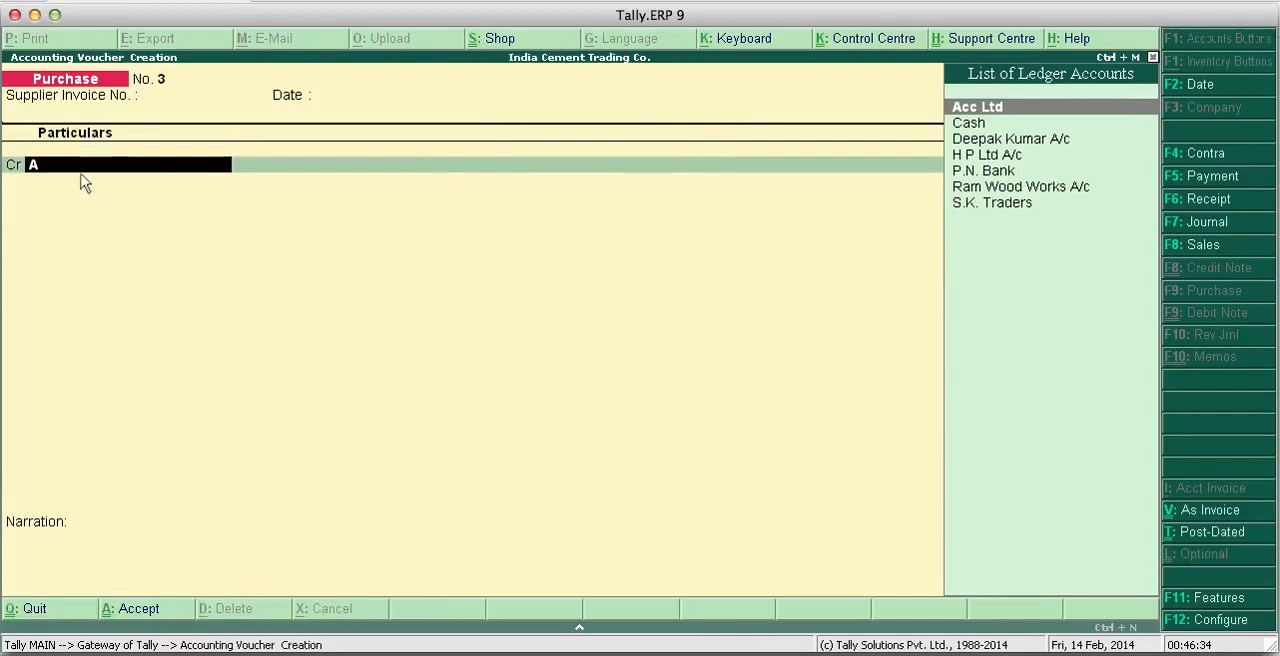 Tally.ERP 9
P: Print E: Export M: E-Mail O: Upload S: Shop G: Language K: Keyboard K: Control Centre H: Support Centre H: Help
Accounting Voucher Creation India Cement Trading Co. Ctrl + M
Purchase No. 3
Supplier Invoice No. : Date :
Particulars
Cr A
Narration:
List of Ledger Accounts
Acc Ltd
Cash
Deepak Kumar A/c
H P Ltd A/c
P.N. Bank
Ram Wood Works A/c
S.K. Traders
F1: Accounts Buttons
F1: Inventory Buttons
F2: Date
F3: Company
F4: Contra
F5: Payment
F6: Receipt
F7: Journal
F8: Sales
F8: Credit Note
F9: Purchase
F9: Debit Note
F10: Rev Jrnl
F10: Memos
I: Acct Invoice
V: As Invoice
T: Post-Dated
L: Optional
F11: Features
F12: Configure
Q: Quit A: Accept D: Delete X: Cancel
Ctrl + N
Tally MAIN --> Gateway of Tally --> Accounting Voucher Creation (c) Tally Solutions Pvt. Ltd., 1988-2014 Fri, 14 Feb, 2014 00:46:34